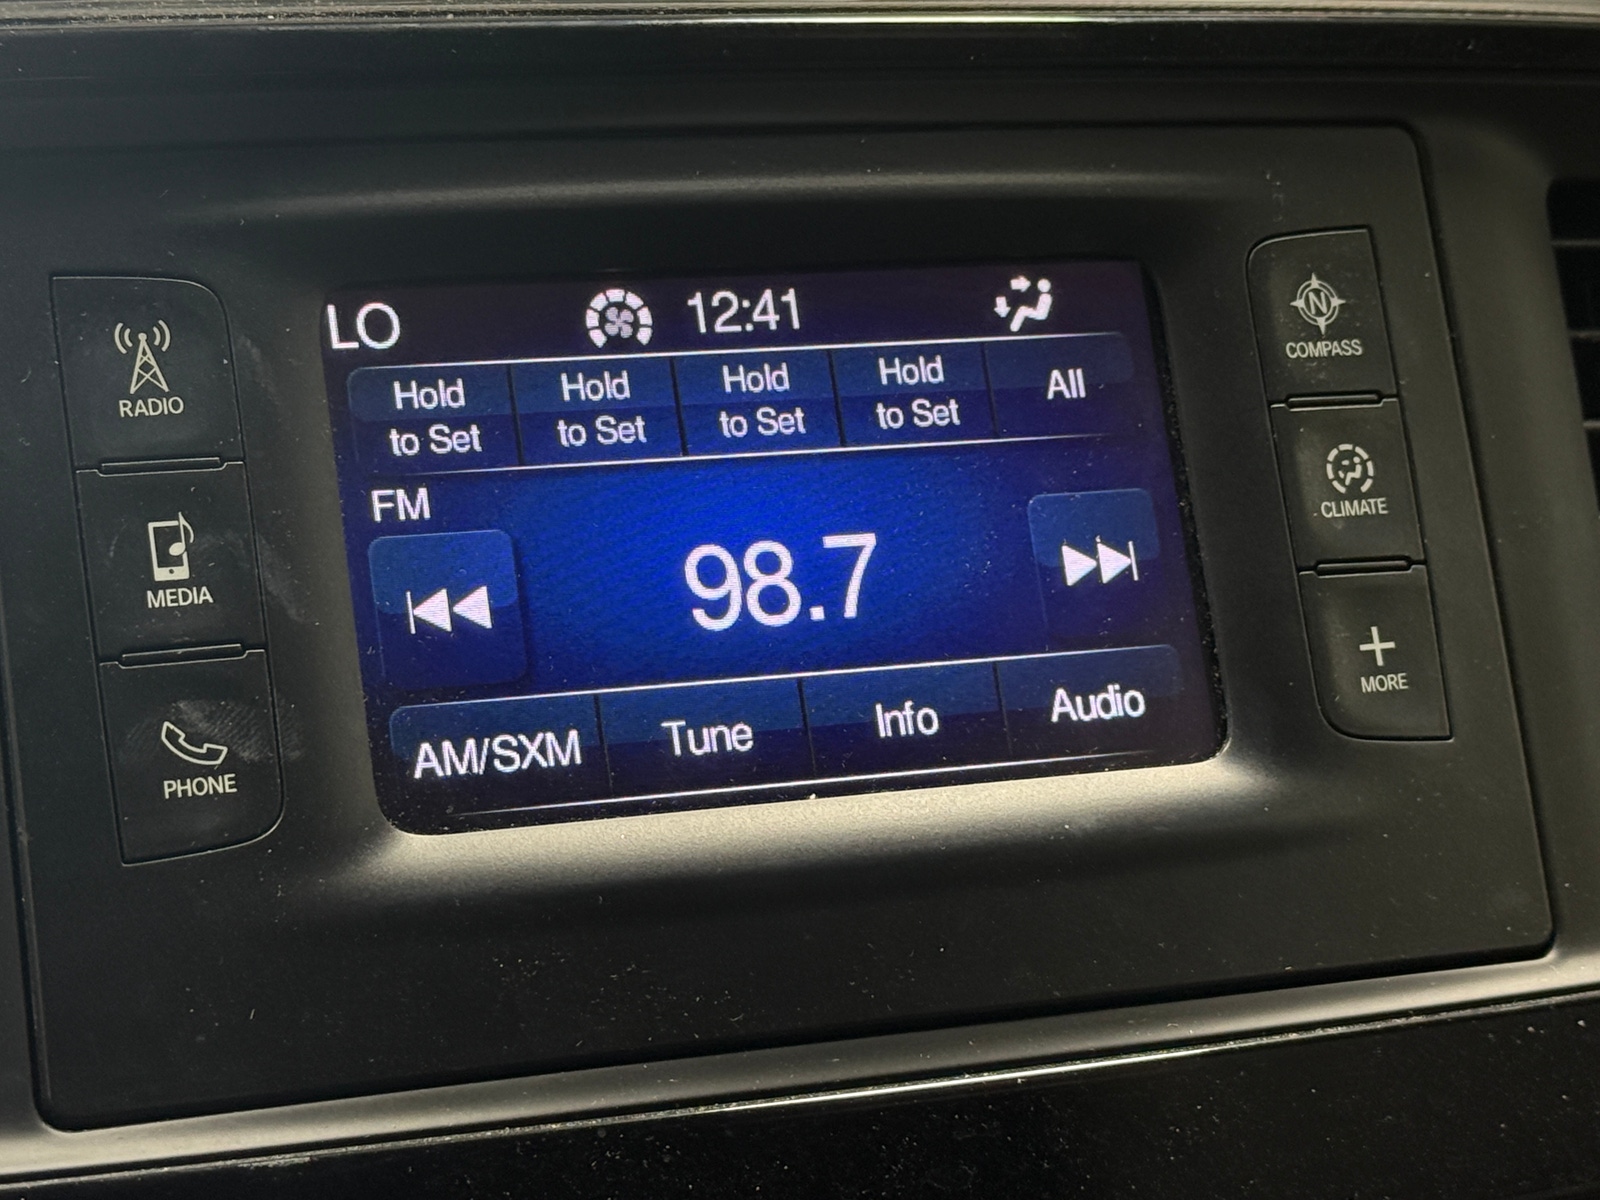 LO 12:41
Hold to Set
Hold to Set
Hold to Set
Hold to Set
All
FM
98.7
AM/SXM Tune Info Audio
RADIO
MEDIA
PHONE
N
COMPASS
CLIMATE
MORE